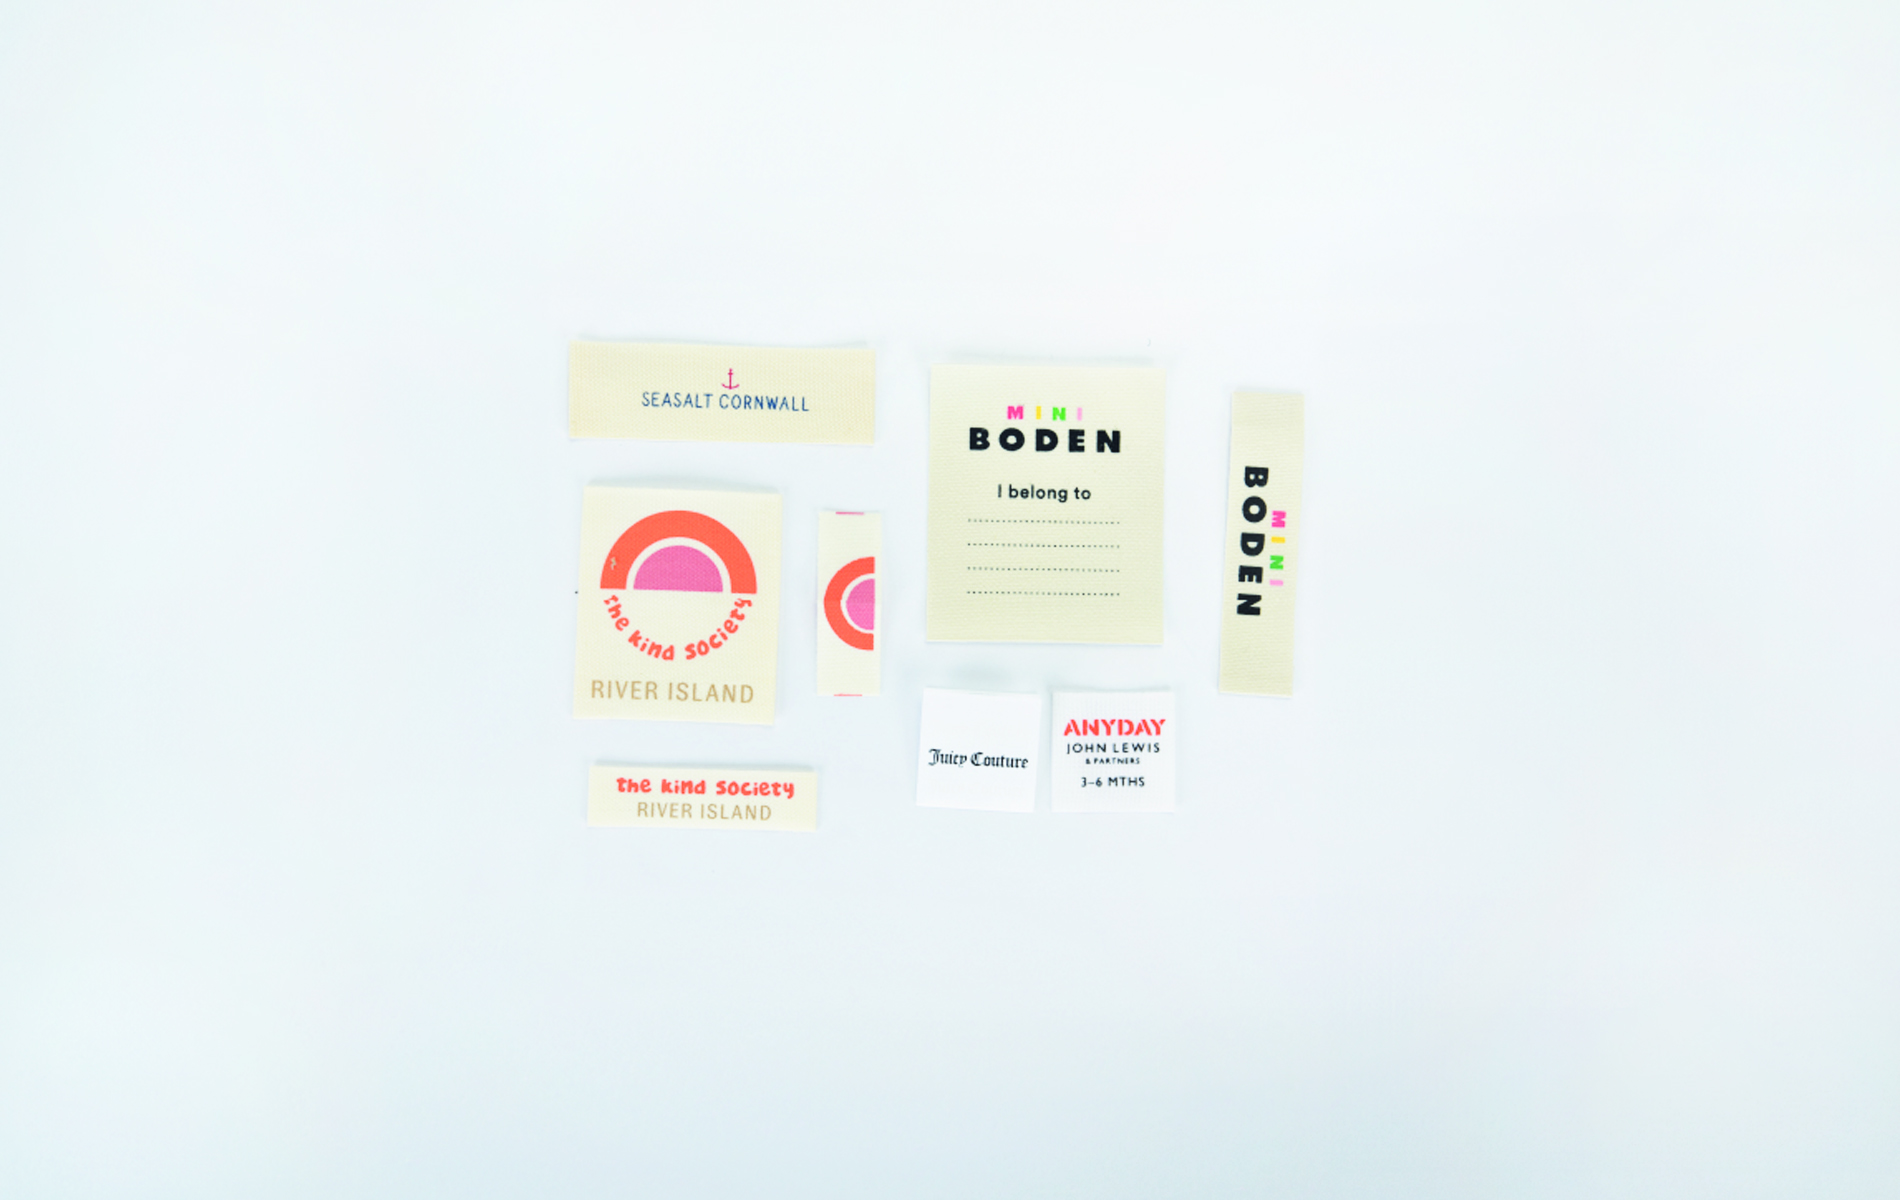 SEASALT CORNWALL
the kind society
RIVER ISLAND
the kind society
RIVER ISLAND
MINI
BODEN
I belong to
Juicy Couture
ANYDAY
JOHN LEWIS
& PARTNERS
3-6 MTHS
MINI
BODEN